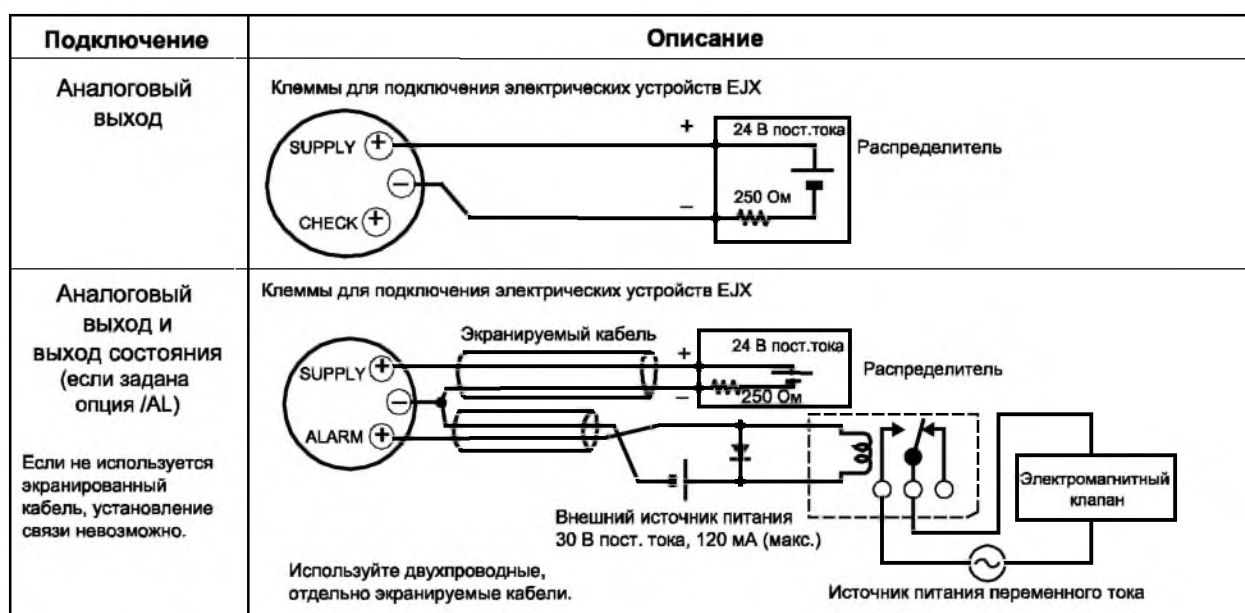 Подключение
Описание
Аналоговый
выход
Клеммы для подключения электрических устройств EJX
SUPPLY +
−
CHECK +
+
−
24 В пост.тока
250 Ом
Распределитель
Аналоговый
выход и
выход состояния
(если задана
опция /AL)
Если не используется
экранированный
кабель, установление
связи невозможно.
Клеммы для подключения электрических устройств EJX
Экранируемый кабель
SUPPLY +
−
ALARM +
+
−
24 В пост.тока
250 Ом
Распределитель
Внешний источник питания
30 В пост. тока, 120 мА (макс.)
Электромагнитный
клапан
Используйте двухпроводные,
отдельно экранируемые кабели.
Источник питания переменного тока